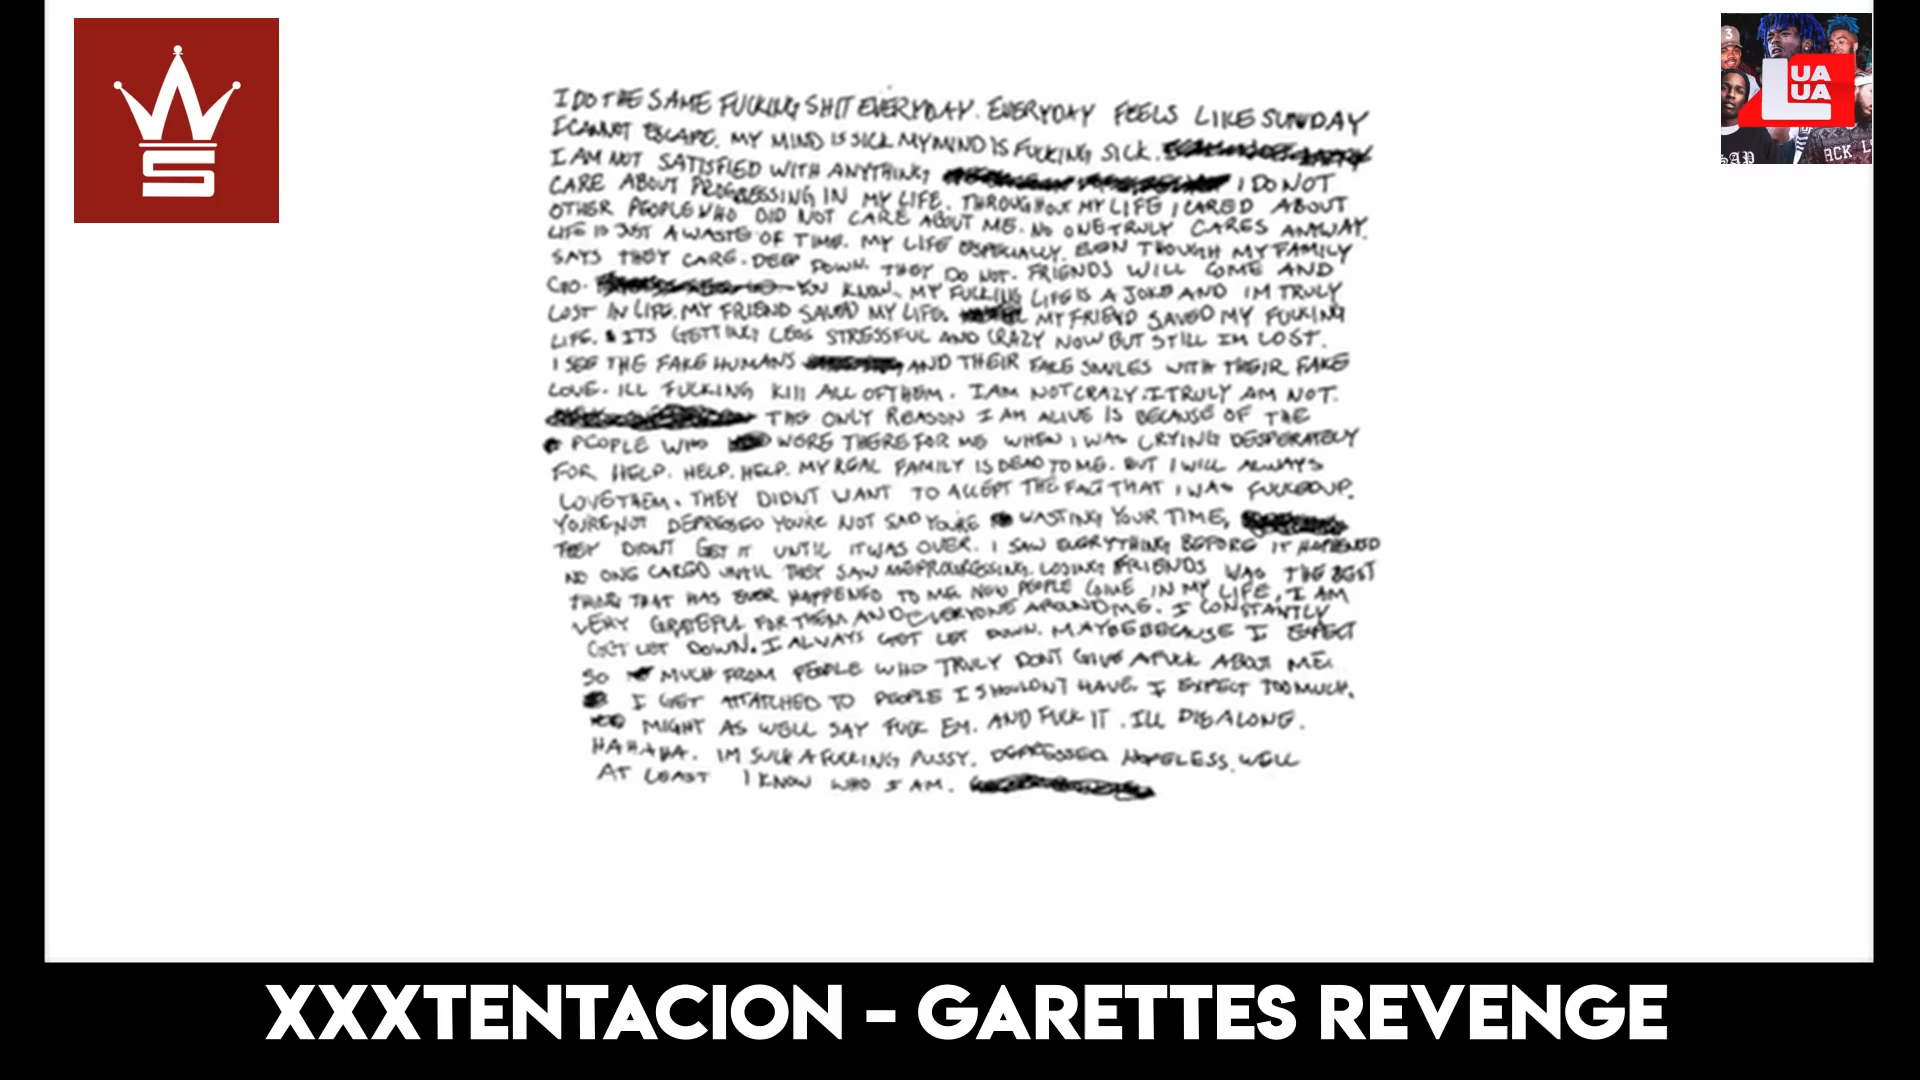 W
S
3
UA
UA
L
SAP
RCK L
I DO THE SAME FUCKING SHIT EVERYDAY. EVERYDAY FEELS LIKE SUNDAY
I CANNOT ESCAPE. MY MIND IS SICK MY MIND IS FUCKING SICK.
I AM NOT SATISFIED WITH ANYTHING I DO NOT
CARE ABOUT PROGRESSING IN MY LIFE. THROUGHOUT MY LIFE I CARED ABOUT
OTHER PEOPLE WHO DID NOT CARE ABOUT ME. NO ONE TRULY CARES ANYWAY.
LIFE IS JUST A WASTE OF TIME. MY LIFE ESPECIALLY. EVEN THOUGH MY FAMILY
SAYS THEY CARE. DEEP DOWN. THEY DO NOT. FRIENDS WILL COME AND
GO. YOU KNOW. MY FUCKING LIFE IS A JOKE AND IM TRULY
LOST IN LIFE. MY FRIEND SAVED MY LIFE. MY FRIEND SAVED MY FUCKING
LIFE. ITS GETTING LESS STRESSFUL AND CRAZY NOW BUT STILL IM LOST.
I SEE THE FAKE HUMANS AND THEIR FAKE SMILES WITH THEIR FAKE
LOVE. ILL FUCKING KILL ALL OF THEM. I AM NOT CRAZY. I TRULY AM NOT.
THE ONLY REASON I AM ALIVE IS BECAUSE OF THE
PEOPLE WHO WERE THERE FOR ME WHEN I WAS CRYING DESPERATELY
FOR HELP. HELP. HELP. MY REAL FAMILY IS DEAD TO ME. BUT I WILL ALWAYS
LOVE THEM. THEY DIDNT WANT TO ACCEPT THE FACT THAT I WAS FUCKED UP.
YOURE NOT DEPRESSED YOURE NOT SAD YOURE WASTING YOUR TIME,
THEY DIDNT GET IT UNTIL IT WAS OVER. I SAW EVERYTHING BEFORE IT HAPPENED
NO ONE CARED UNTIL THEY SAW ME PROGRESSING. LOSING FRIENDS WAS THE BEST
THING THAT HAS EVER HAPPENED TO ME. NEW PEOPLE COME IN MY LIFE, I AM
VERY GRATEFUL FOR THEM AND EVERYONE AROUND ME. I CONSTANTLY
GET LET DOWN. I ALWAYS GET LET DOWN. MAYBE BECAUSE I EXPECT
SO MUCH FROM PEOPLE WHO TRULY DONT GIVE A FUCK ABOUT ME.
I GET ATTATCHED TO PEOPLE I SHOULDNT HAVE. I EXPECT TOO MUCH.
MIGHT AS WELL SAY FUCK EM. AND FUCK IT. ILL DIE ALONG.
HAHAHA. IM SUCH A FUCKING PUSSY. DEPRESSED HOPELESS. WELL
AT LEAST I KNOW WHO I AM.
XXXTENTACION - GARETTES REVENGE